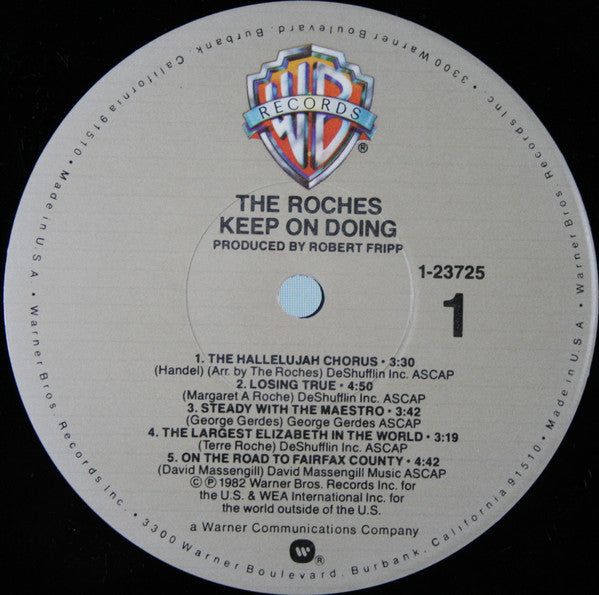 WB
RECORDS
®
THE ROCHES
KEEP ON DOING
PRODUCED BY ROBERT FRIPP
1-23725
1
1. THE HALLELUJAH CHORUS • 3:30
(Handel) (Arr. by The Roches) DeShufflin Inc. ASCAP
2. LOSING TRUE • 4:50
(Margaret A Roche) DeShufflin Inc. ASCAP
3. STEADY WITH THE MAESTRO • 3:42
(George Gerdes) George Gerdes ASCAP
4. THE LARGEST ELIZABETH IN THE WORLD • 3:19
(Terre Roche) DeShufflin Inc. ASCAP
5. ON THE ROAD TO FAIRFAX COUNTY • 4:42
(David Massengill) David Massengill Music ASCAP
© ℗ 1982 Warner Bros. Records Inc. for
the U.S. & WEA International Inc. for
the world outside of the U.S.
a Warner Communications Company
®
Warner Bros. Records Inc. • 3300 Warner Boulevard, Burbank, California 91510 • Made in U.S.A. • Warner Bros. Records Inc. • 3300 Warner Boulevard, Burbank, California 91510 • Made in U.S.A •